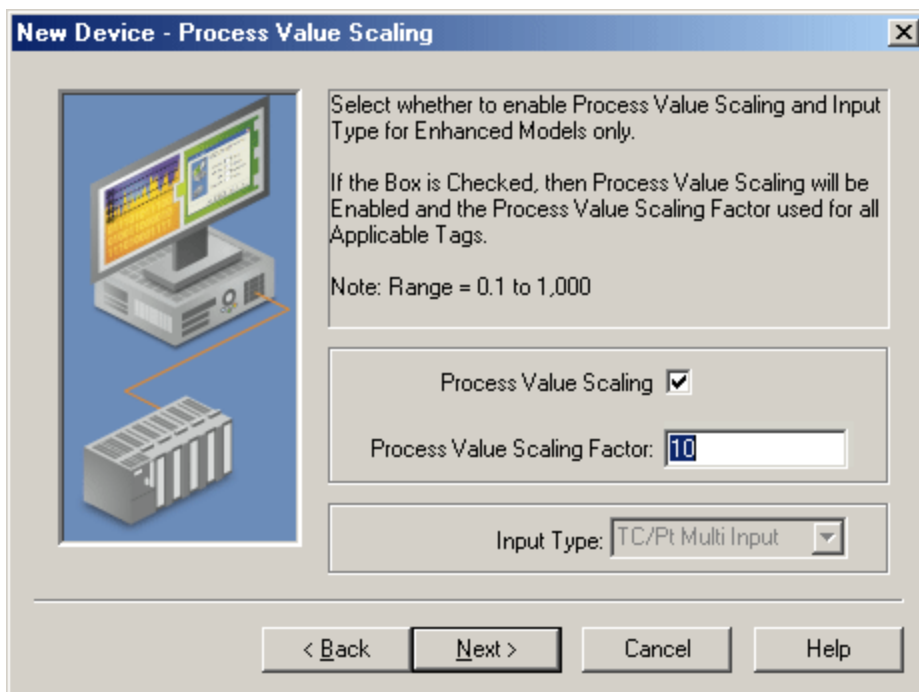 New Device - Process Value Scaling
Select whether to enable Process Value Scaling and Input
Type for Enhanced Models only.
If the Box is Checked, then Process Value Scaling will be
Enabled and the Process Value Scaling Factor used for all
Applicable Tags.
Note: Range = 0.1 to 1,000
Process Value Scaling
Process Value Scaling Factor: 10
Input Type: TC/Pt Multi Input
< Back
Next >
Cancel
Help